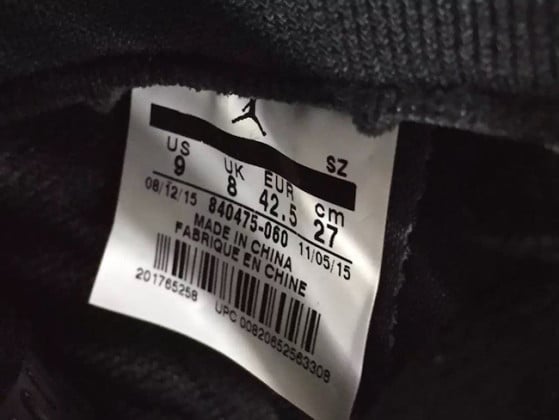 SZ
US UK EUR cm
9 8 42.5 27
08/12/15 840475-060 11/05/15
MADE IN CHINA
FABRIQUE EN CHINE
201765258 UPC 00820652563309